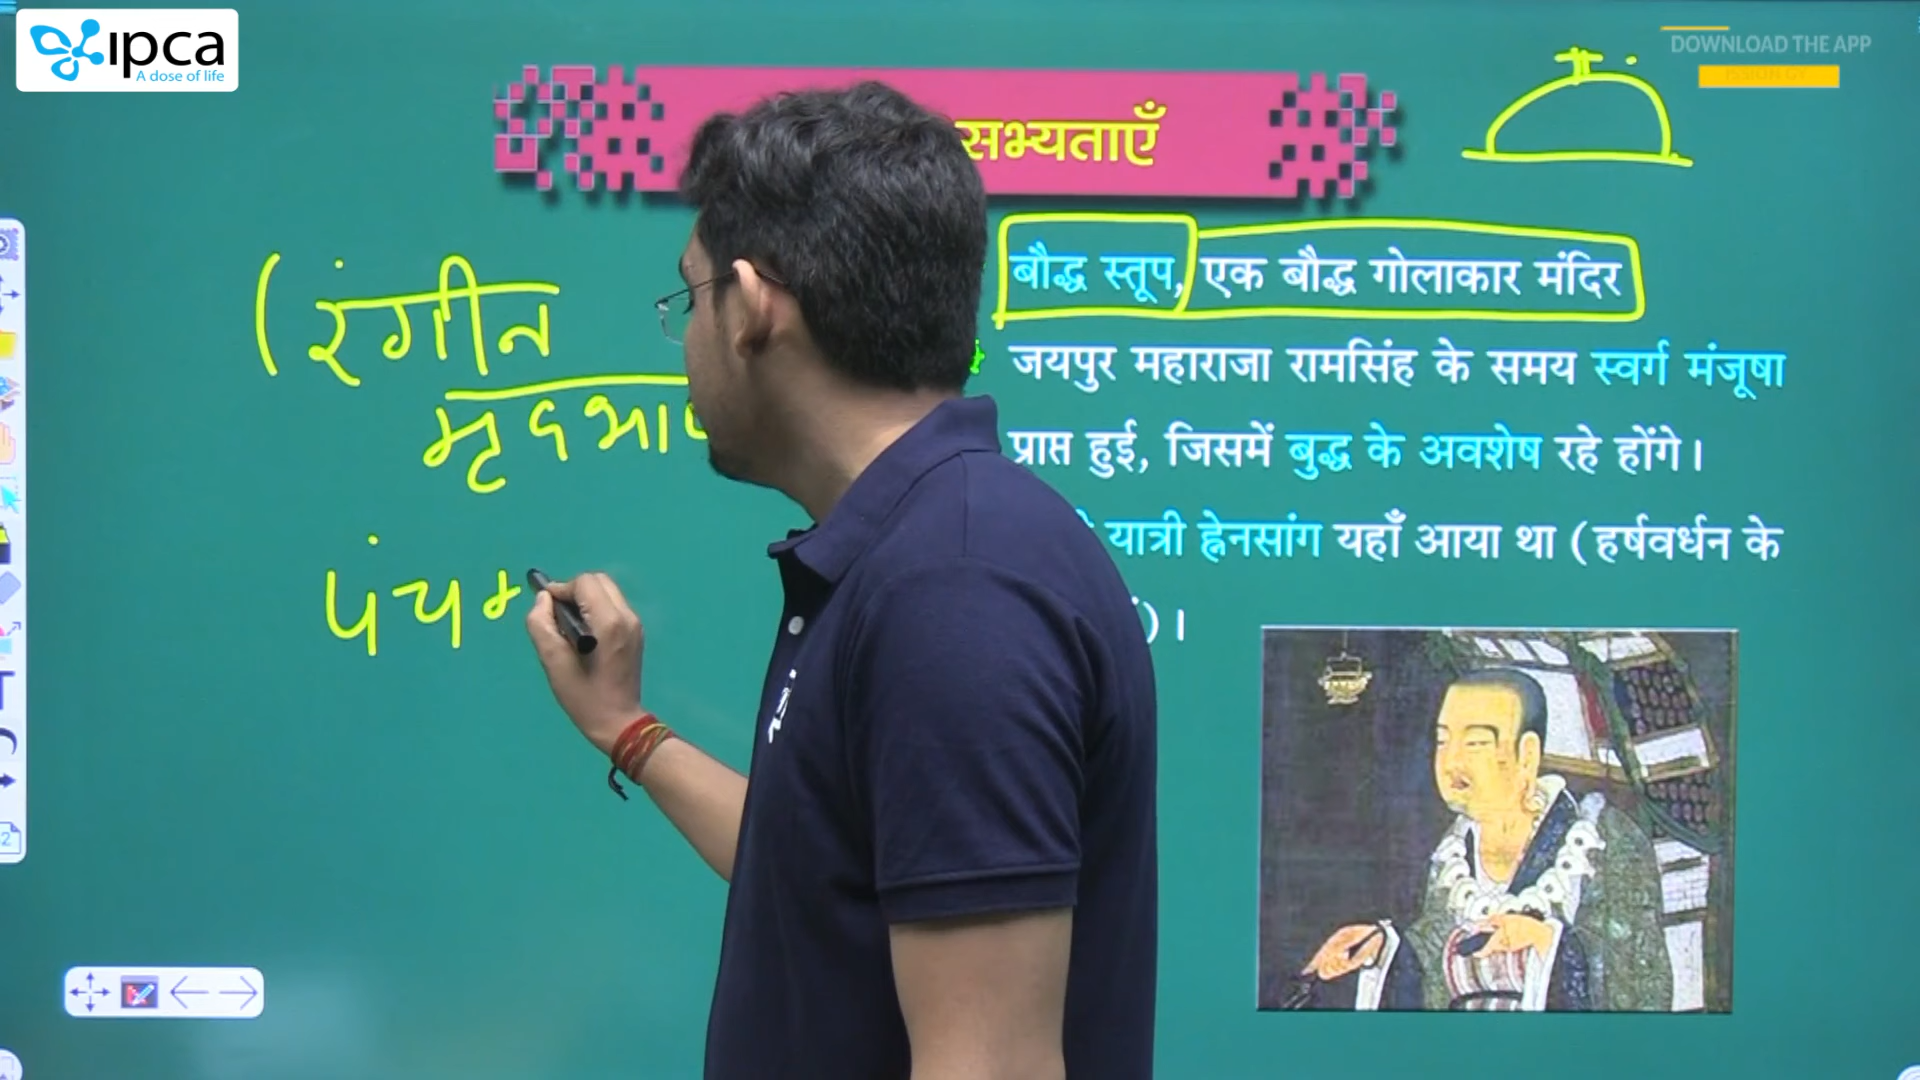 ipca
A dose of life
DOWNLOAD THE APP
सभ्यताएँ
बौद्ध स्तूप, एक बौद्ध गोलाकार मंदिर
जयपुर महाराजा रामसिंह के समय स्वर्ग मंजूषा
प्राप्त हुई, जिसमें बुद्ध के अवशेष रहे होंगे।
यात्री ह्वेनसांग यहाँ आया था (हर्षवर्धन के
)।
(रंगीन
मृदभा